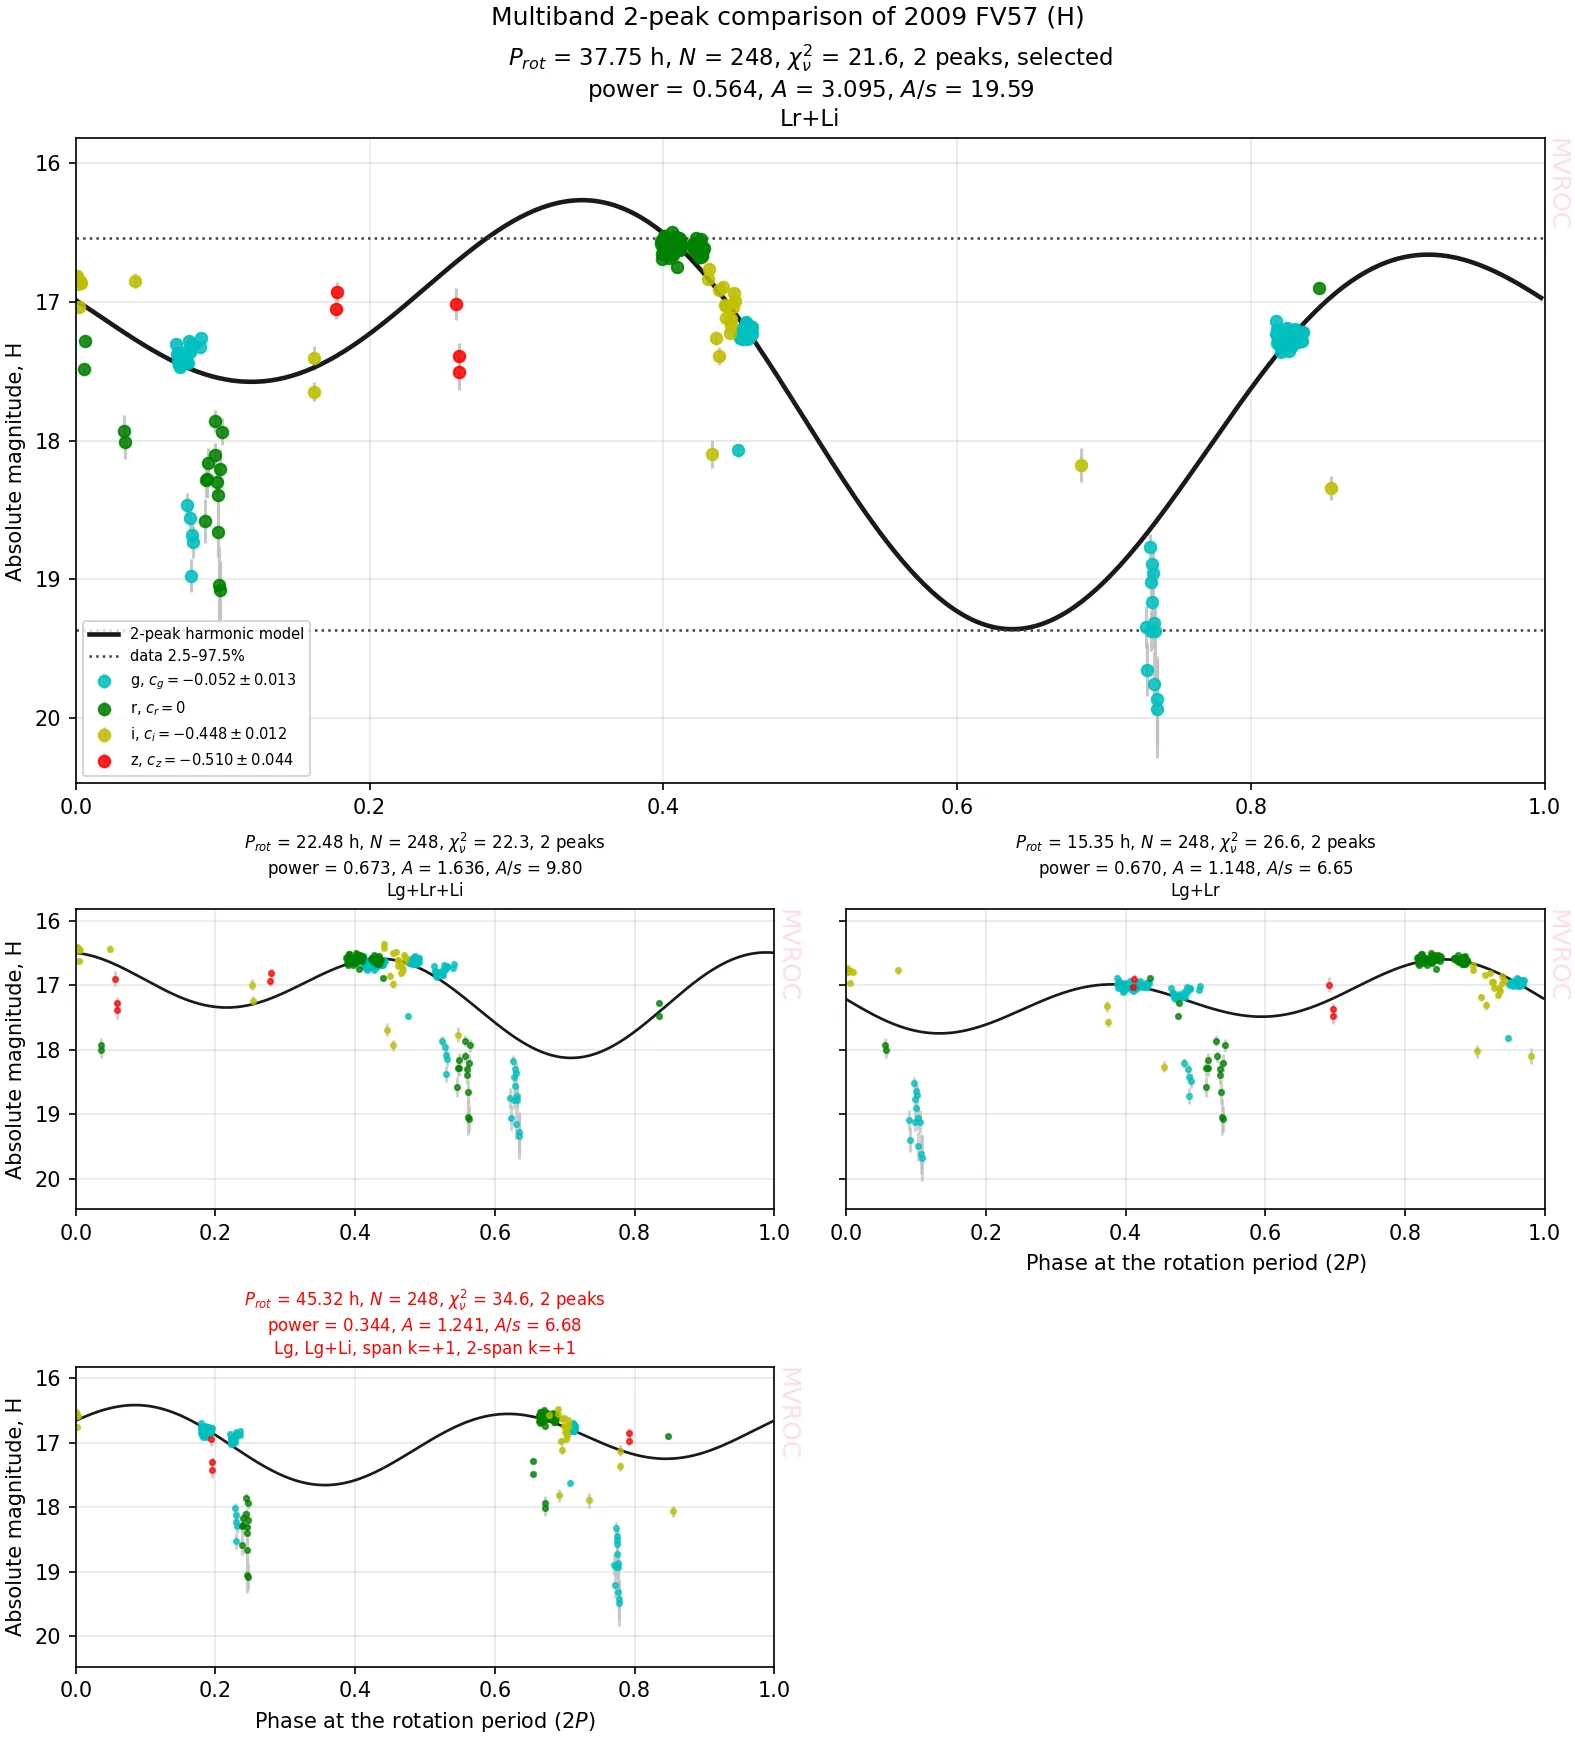 Multiband 2-peak comparison of 2009 FV57 (H)
P_rot = 37.75 h, N = 248, χ²_ν = 21.6, 2 peaks, selected
power = 0.564, A = 3.095, A/s = 19.59
Lr+Li
MVROC
16
17
18
19
20
Absolute magnitude, H
2-peak harmonic model
data 2.5–97.5%
g, c_g = −0.052 ± 0.013
r, c_r = 0
i, c_i = −0.448 ± 0.012
z, c_z = −0.510 ± 0.044
0.0 0.2 0.4 0.6 0.8 1.0
P_rot = 22.48 h, N = 248, χ²_ν = 22.3, 2 peaks
power = 0.673, A = 1.636, A/s = 9.80
Lg+Lr+Li
MVROC
16
17
18
19
20
Absolute magnitude, H
0.0 0.2 0.4 0.6 0.8 1.0
P_rot = 15.35 h, N = 248, χ²_ν = 26.6, 2 peaks
power = 0.670, A = 1.148, A/s = 6.65
Lg+Lr
MVROC
0.0 0.2 0.4 0.6 0.8 1.0
Phase at the rotation period (2P)
P_rot = 45.32 h, N = 248, χ²_ν = 34.6, 2 peaks
power = 0.344, A = 1.241, A/s = 6.68
Lg, Lg+Li, span k=+1, 2-span k=+1
MVROC
16
17
18
19
20
Absolute magnitude, H
0.0 0.2 0.4 0.6 0.8 1.0
Phase at the rotation period (2P)